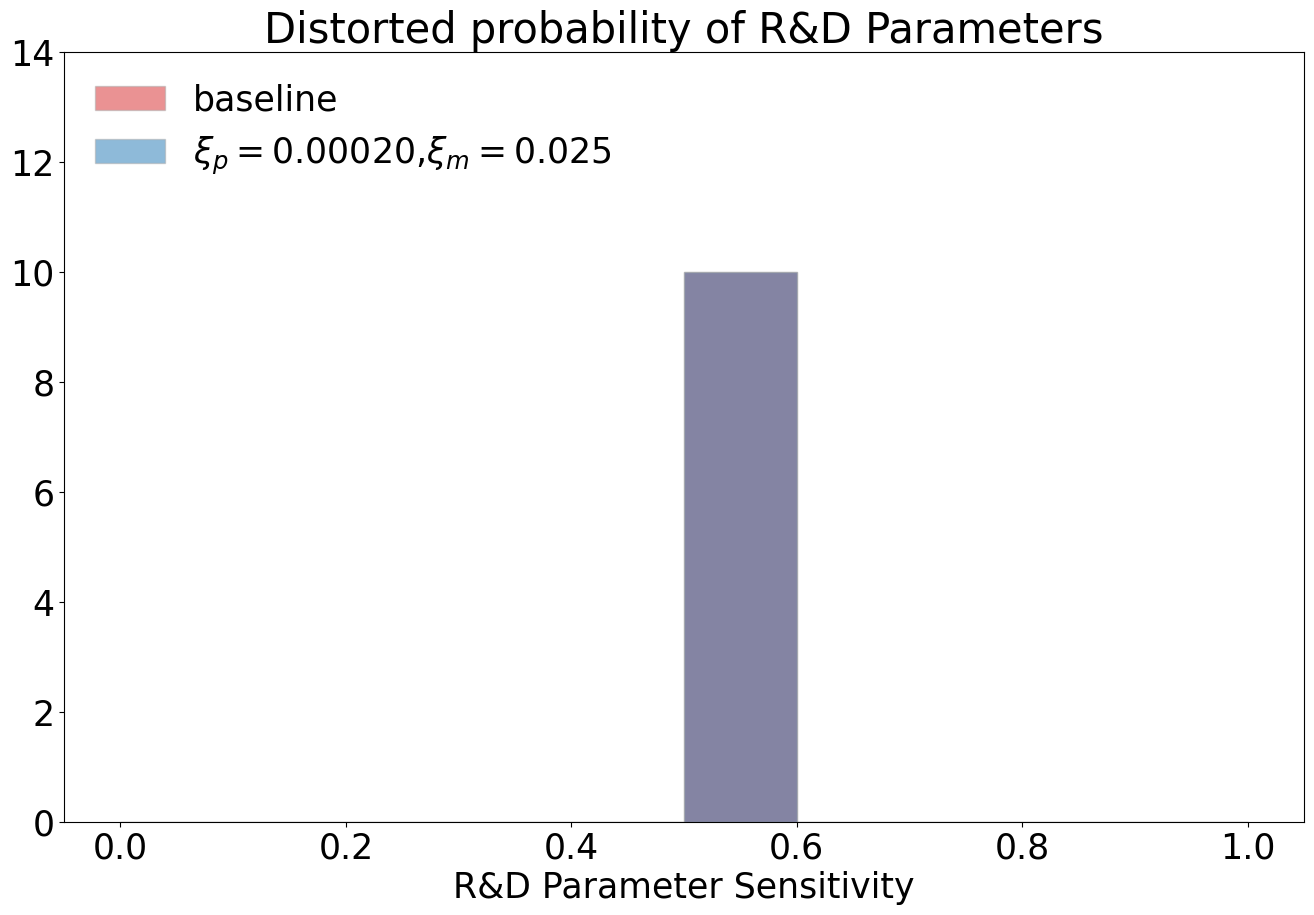 Distorted probability of R&D Parameters
baseline
ξp = 0.00020,ξm = 0.025
14
12
10
8
6
4
2
0
0.0 0.2 0.4 0.6 0.8 1.0
R&D Parameter Sensitivity